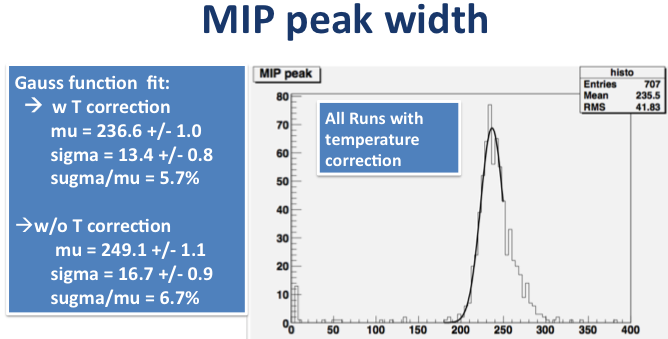 MIP peak width
Gauss function fit:
→ w T correction
mu = 236.6 +/- 1.0
sigma = 13.4 +/- 0.8
sugma/mu = 5.7%
→w/o T correction
mu = 249.1 +/- 1.1
sigma = 16.7 +/- 0.9
sugma/mu = 6.7%
MIP peak
histo
Entries 707
Mean 235.5
RMS 41.83
All Runs with
temperature
correction
80
70
60
50
40
30
20
10
0
0 50 100 150 200 250 300 350 400